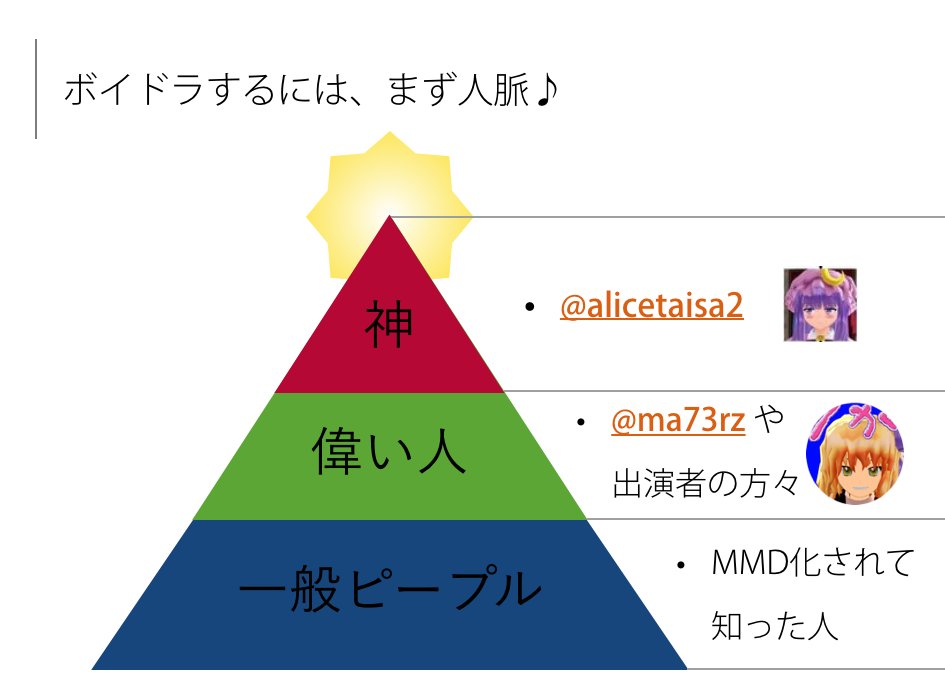 ボイドラするには、まず人脈♪
神
• @alicetaisa2
偉い人
• @ma73rz や
出演者の方々
一般ピープル
• MMD化されて
知った人